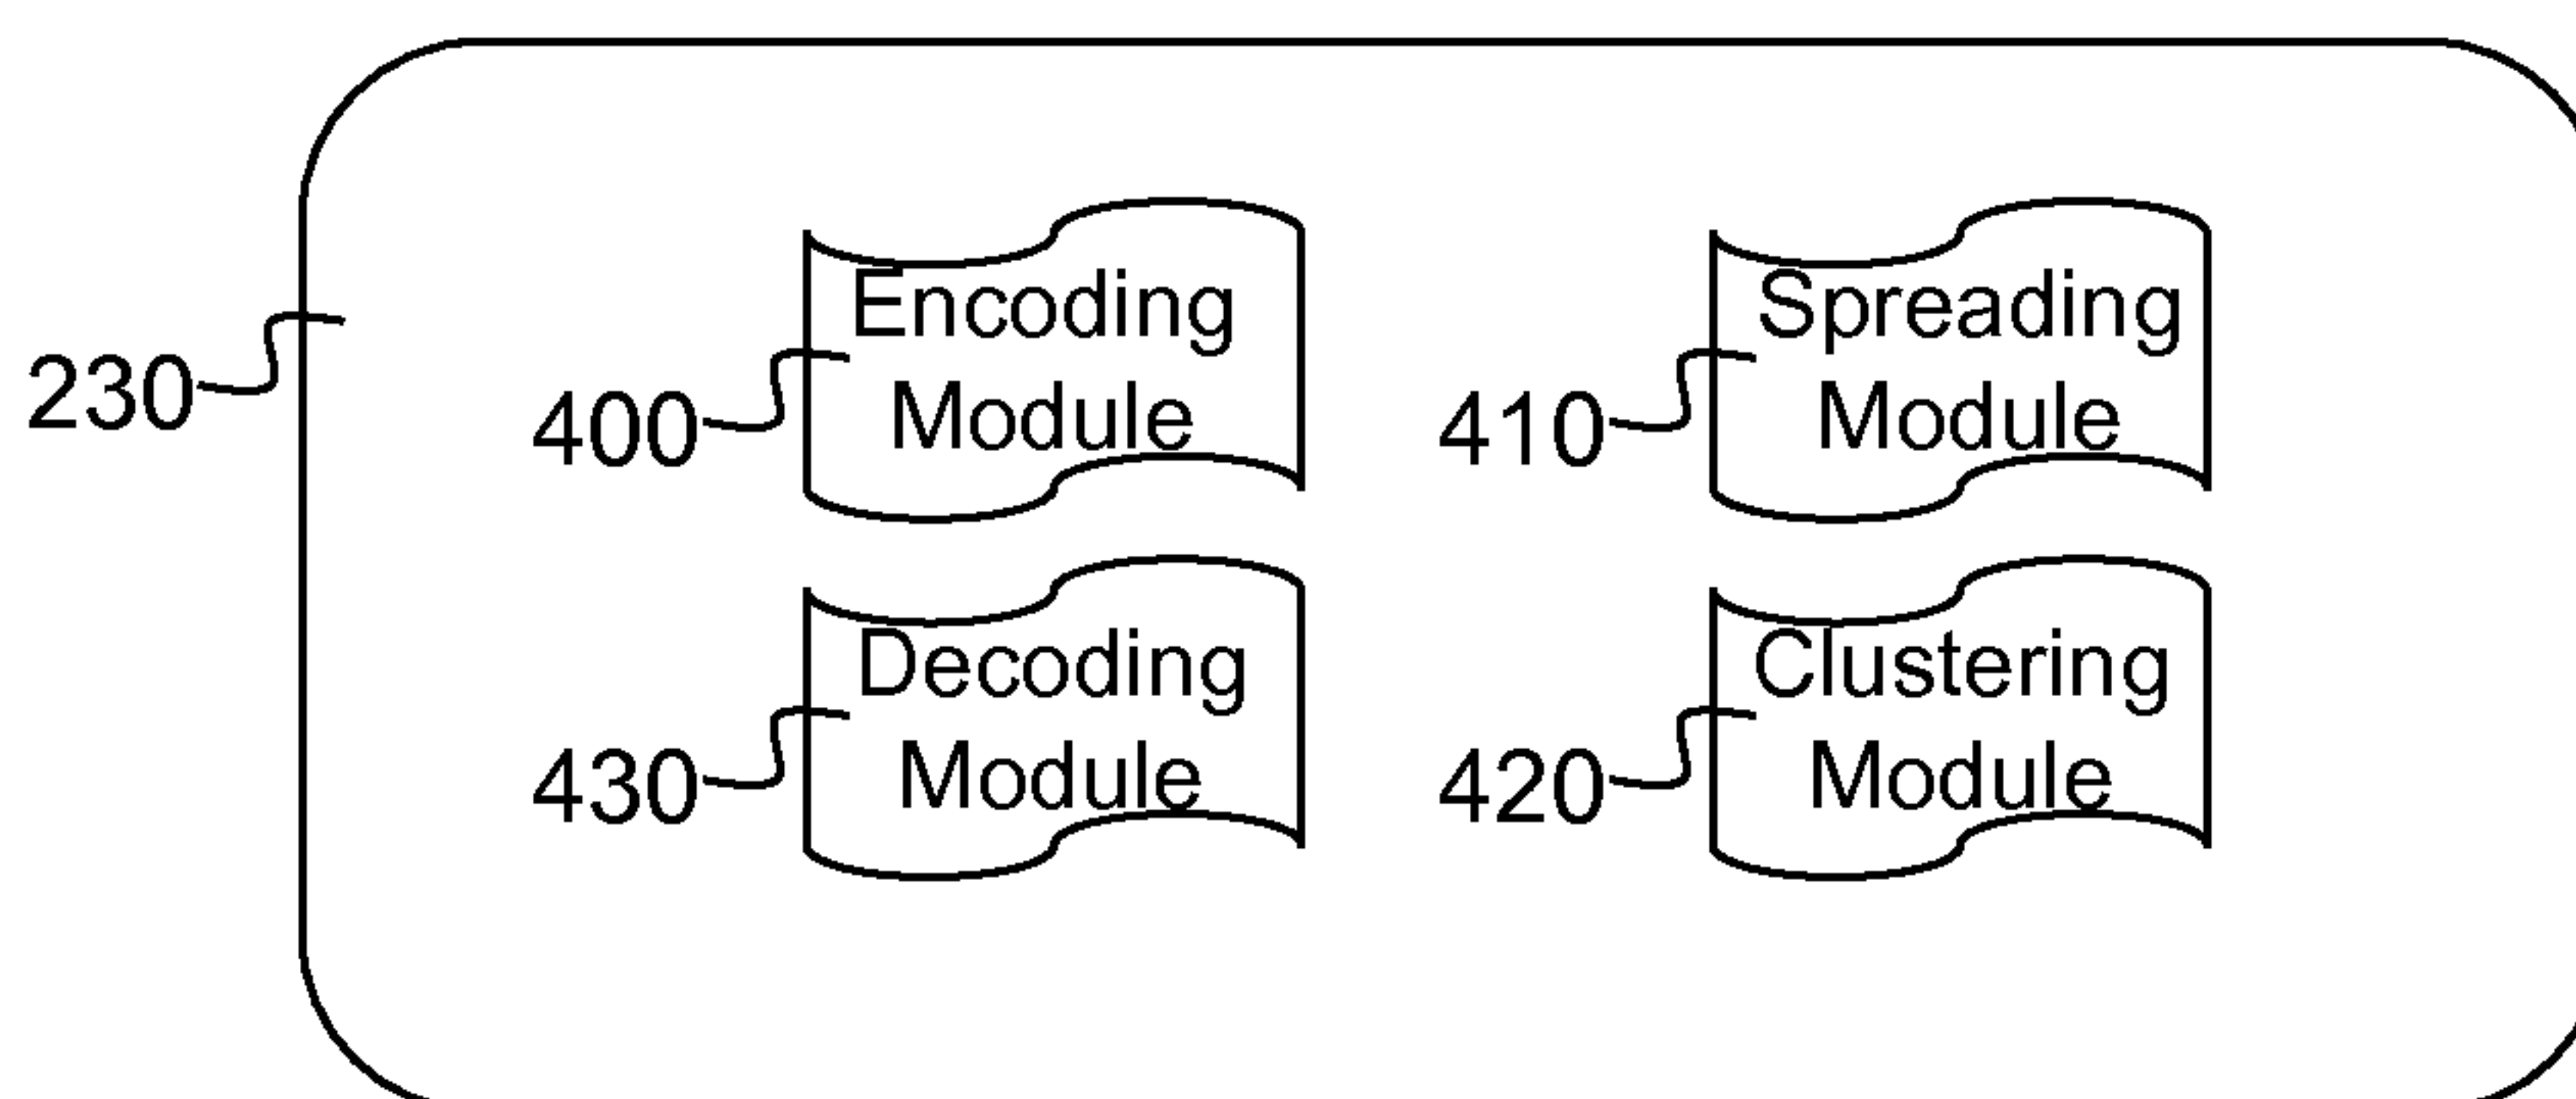 230
400
Encoding
Module
410
Spreading
Module
430
Decoding
Module
420
Clustering
Module